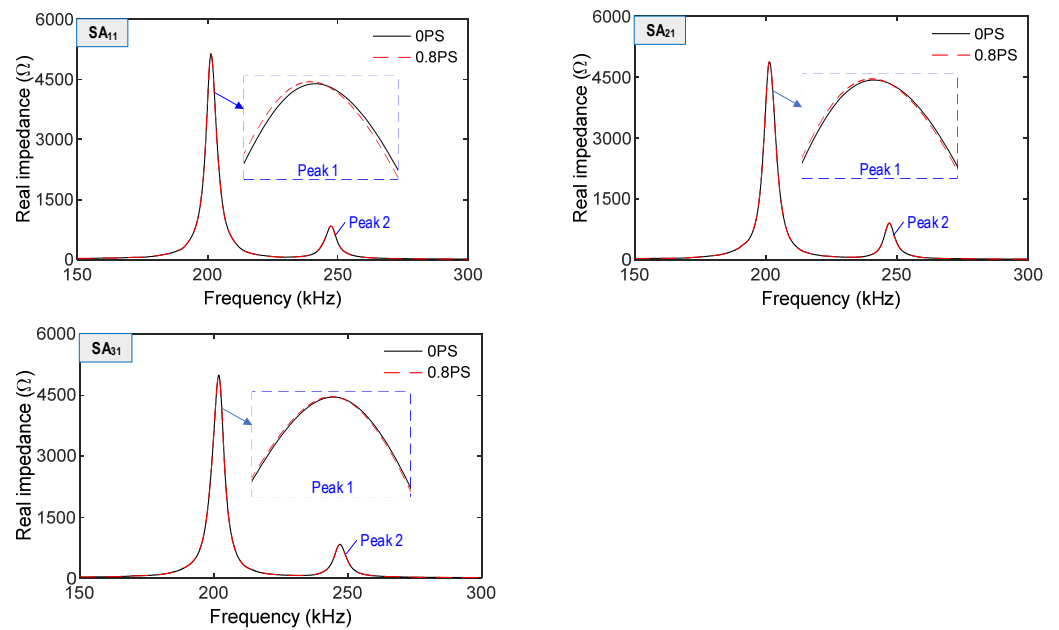 SA11
0PS
0.8PS
Peak 1
Peak 2
6000
4500
3000
1500
0
150
200
250
300
Real impedance (Ω)
Frequency (kHz)
SA21
0PS
0.8PS
Peak 1
Peak 2
6000
4500
3000
1500
0
150
200
250
300
Real impedance (Ω)
Frequency (kHz)
SA31
0PS
0.8PS
Peak 1
Peak 2
6000
4500
3000
1500
0
150
200
250
300
Real impedance (Ω)
Frequency (kHz)